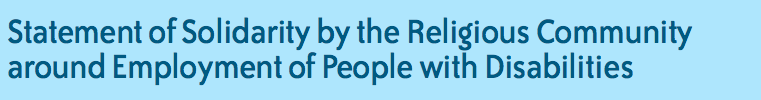 Statement of Solidarity by the Religious Community
around Employment of People with Disabilities